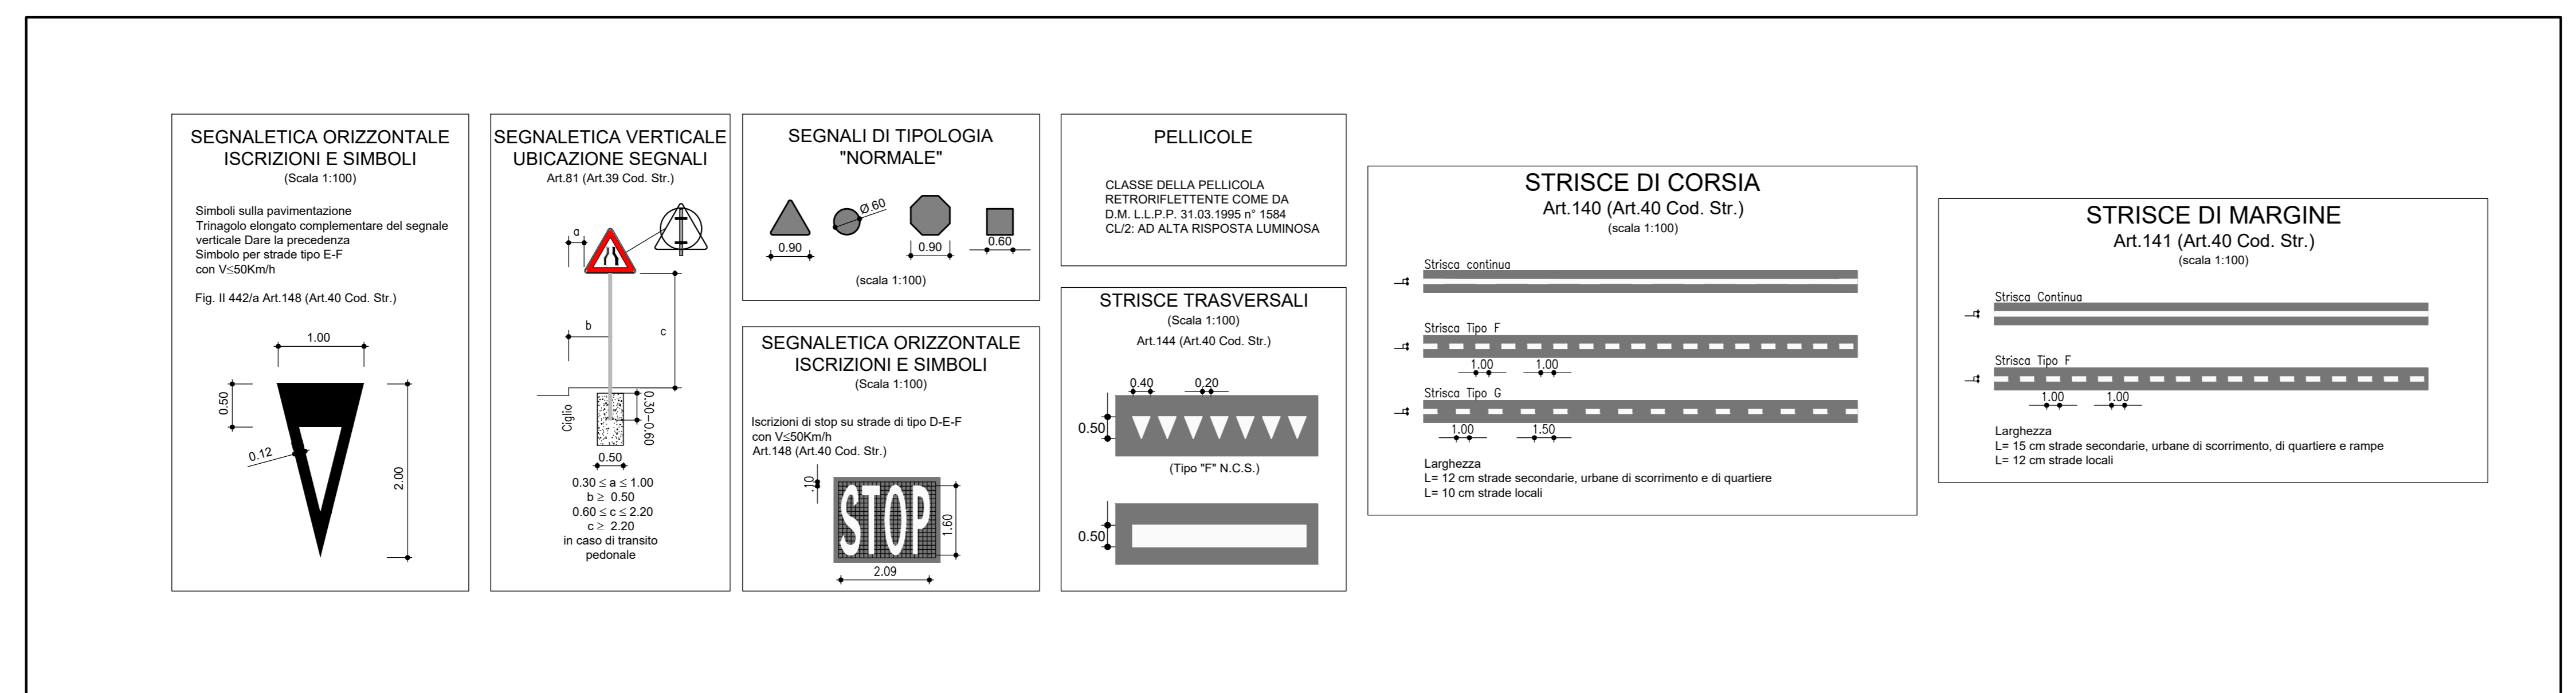 SEGNALETICA ORIZZONTALE
ISCRIZIONI E SIMBOLI
(Scala 1:100)
Simboli sulla pavimentazione
Trinagolo elongato complementare del segnale
verticale Dare la precedenza
Simbolo per strade tipo E-F
con V≤50Km/h
Fig. II 442/a Art.148 (Art.40 Cod. Str.)
1.00
0.50
0.12
2.00
SEGNALETICA VERTICALE
UBICAZIONE SEGNALI
Art.81 (Art.39 Cod. Str.)
a
b
c
Ciglio
0.30-0.60
0.50
0.30 ≤ a ≤ 1.00
b ≥ 0.50
0.60 ≤ c ≤ 2.20
c ≥ 2.20
in caso di transito
pedonale
SEGNALI DI TIPOLOGIA
"NORMALE"
Ø.60
0.90
0.90
0.60
(scala 1:100)
SEGNALETICA ORIZZONTALE
ISCRIZIONI E SIMBOLI
(Scala 1:100)
Iscrizioni di stop su strade di tipo D-E-F
con V≤50Km/h
Art.148 (Art.40 Cod. Str.)
.10
STOP
1.60
2.09
PELLICOLE
CLASSE DELLA PELLICOLA
RETRORIFLETTENTE COME DA
D.M. L.L.P.P. 31.03.1995 n° 1584
CL/2: AD ALTA RISPOSTA LUMINOSA
STRISCE TRASVERSALI
(Scala 1:100)
Art.144 (Art.40 Cod. Str.)
0.40 0.20
0.50
(Tipo "F" N.C.S.)
0.50
STRISCE DI CORSIA
Art.140 (Art.40 Cod. Str.)
(scala 1:100)
Strisca continua
Strisca Tipo F
1.00 1.00
Strisca Tipo G
1.00 1.50
Larghezza
L= 12 cm strade secondarie, urbane di scorrimento e di quartiere
L= 10 cm strade locali
STRISCE DI MARGINE
Art.141 (Art.40 Cod. Str.)
(scala 1:100)
Strisca Continua
Strisca Tipo F
1.00 1.00
Larghezza
L= 15 cm strade secondarie, urbane di scorrimento, di quartiere e rampe
L= 12 cm strade locali